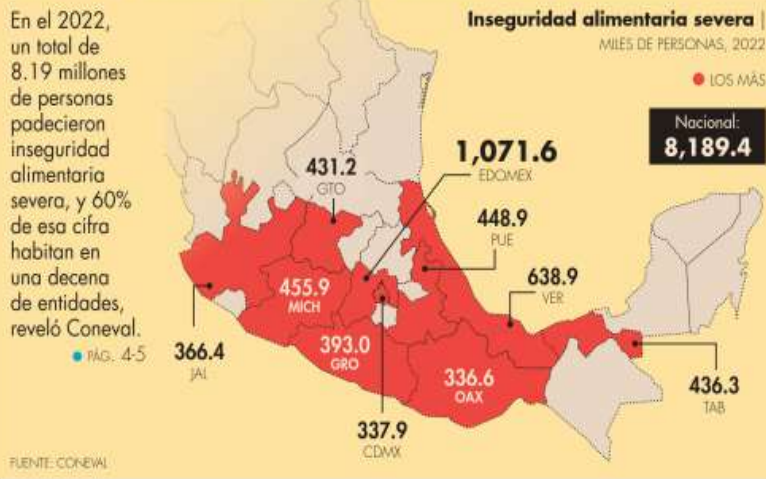 En el 2022,
un total de
8.19 millones
de personas
padecieron
inseguridad
alimentaria
severa, y 60%
de esa cifra
habitan en
una decena
de entidades,
reveló Coneval.
● PÁG. 4-5
Inseguridad alimentaria severa |
MILES DE PERSONAS, 2022
● LOS MÁS
Nacional:
8,189.4
431.2
GTO
1,071.6
EDOMEX
448.9
PUE
638.9
VER
455.9
MICH
366.4
JAL
393.0
GRO
336.6
OAX
436.3
TAB
337.9
CDMX
FUENTE: CONEVAL